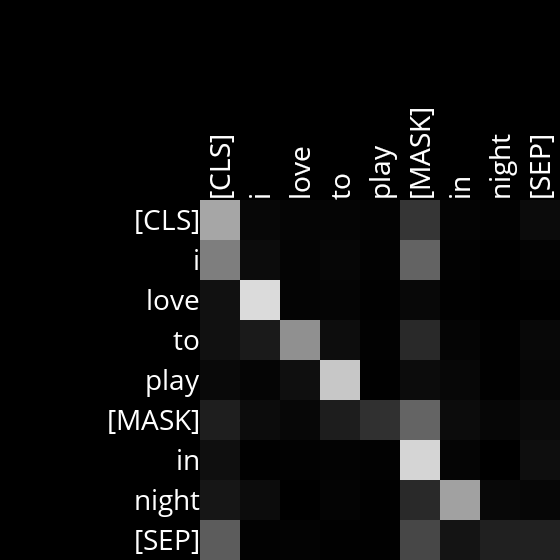 [CLS]
i
love
to
play
[MASK]
in
night
[SEP]
[CLS]
i
love
to
play
[MASK]
in
night
[SEP]